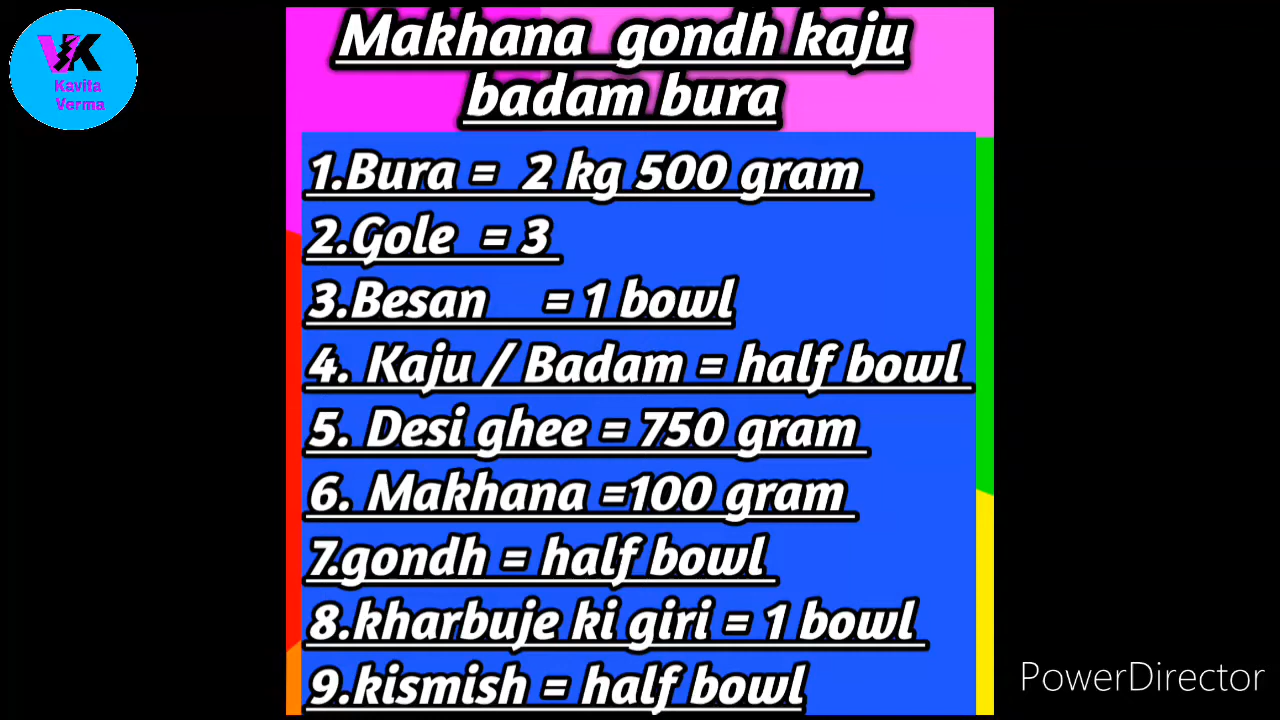 VK
Kavita
Verma
Makhana gondh kaju
badam bura
1.Bura = 2 kg 500 gram
2.Gole = 3
3.Besan = 1 bowl
4. Kaju / Badam = half bowl
5. Desi ghee = 750 gram
6. Makhana =100 gram
7.gondh = half bowl
8.kharbuje ki giri = 1 bowl
9.kismish = half bowl
PowerDirector